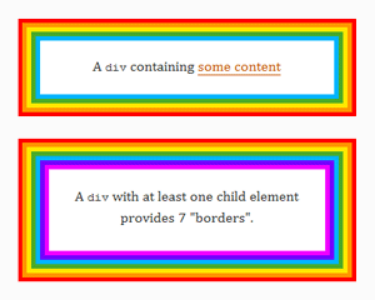 A div containing some content
A div with at least one child element
provides 7 "borders".